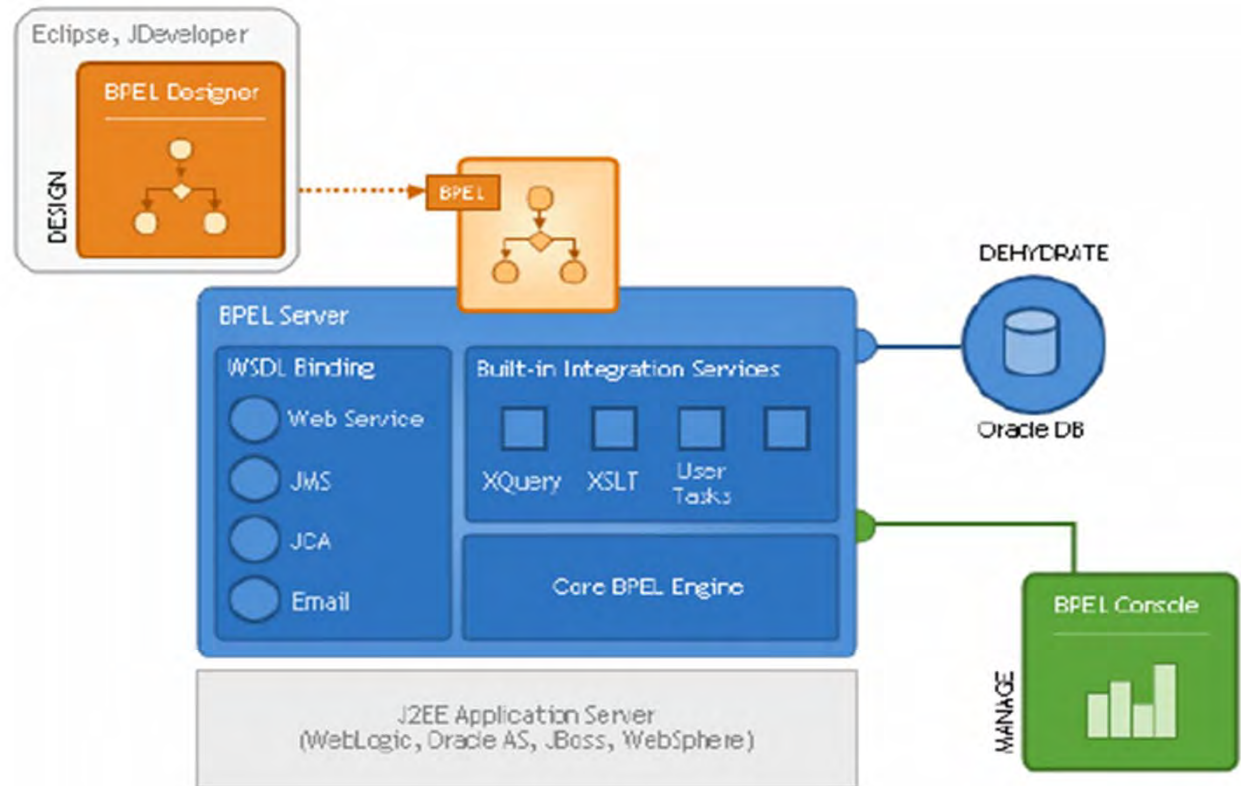 Eclipse, JDeveloper
BPEL Designer
DESIGN
BPEL
DEHYDRATE
Oracle DB
BPEL Server
WSDL Binding
Web Service
JMS
JCA
Email
Built-in Integration Services
XQuery
XSLT
User
Tasks
Core BPEL Engine
BPEL Console
MANAGE
J2EE Application Server
(WebLogic, Oracle AS, JBoss, WebSphere)